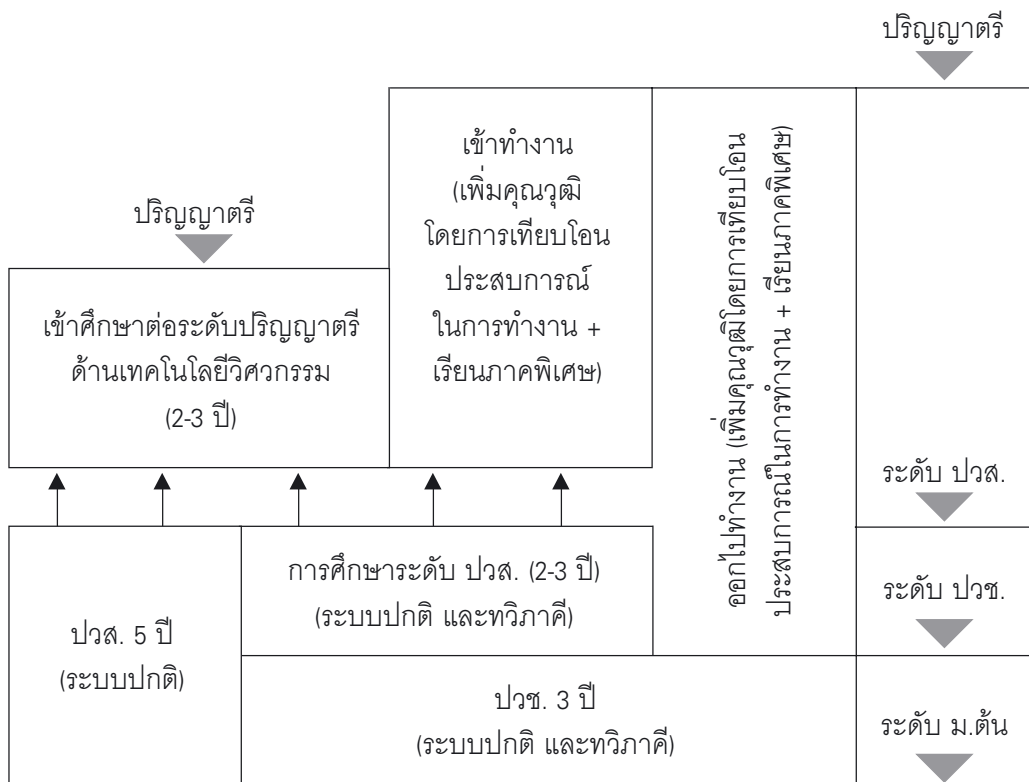 ปริญญาตรี
เข้าทำงาน
(เพิ่มคุณวุฒิ
โดยการเทียบโอน
ประสบการณ์
ในการทำงาน +
เรียนภาคพิเศษ)
ออกไปทำงาน (เพิ่มคุณวุฒิโดยการเทียบโอน
ประสบการณ์ในการทำงาน + เรียนภาคพิเศษ)
ปริญญาตรี
เข้าศึกษาต่อระดับปริญญาตรี
ด้านเทคโนโลยีวิศวกรรม
(2-3 ปี)
ระดับ ปวส.
การศึกษาระดับ ปวส. (2-3 ปี)
(ระบบปกติ และทวิภาคี)
ระดับ ปวช.
ปวส. 5 ปี
(ระบบปกติ)
ปวช. 3 ปี
(ระบบปกติ และทวิภาคี)
ระดับ ม.ต้น